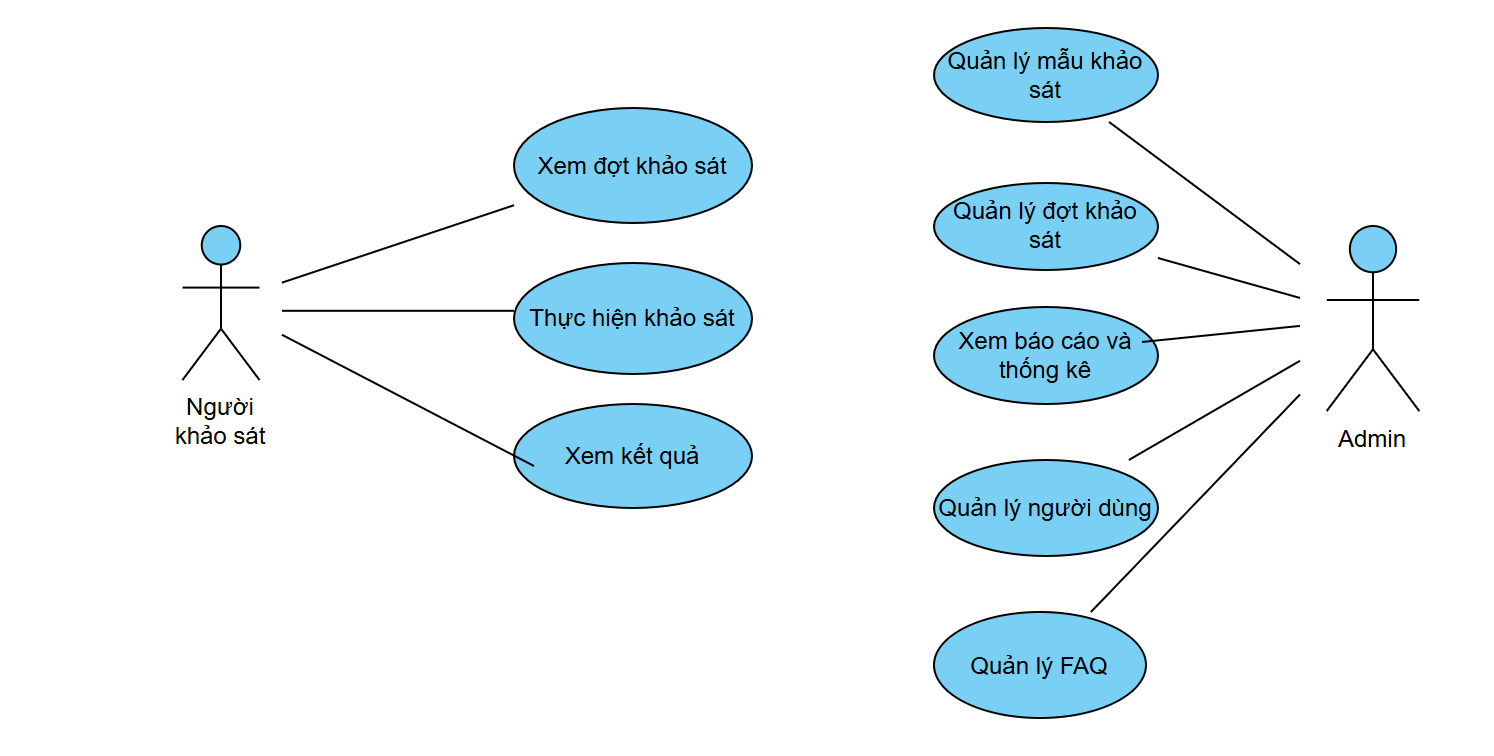 Xem đợt khảo sát
Thực hiện khảo sát
Xem kết quả
Người
khảo sát
Quản lý mẫu khảo
sát
Quản lý đợt khảo
sát
Xem báo cáo và
thống kê
Quản lý người dùng
Quản lý FAQ
Admin